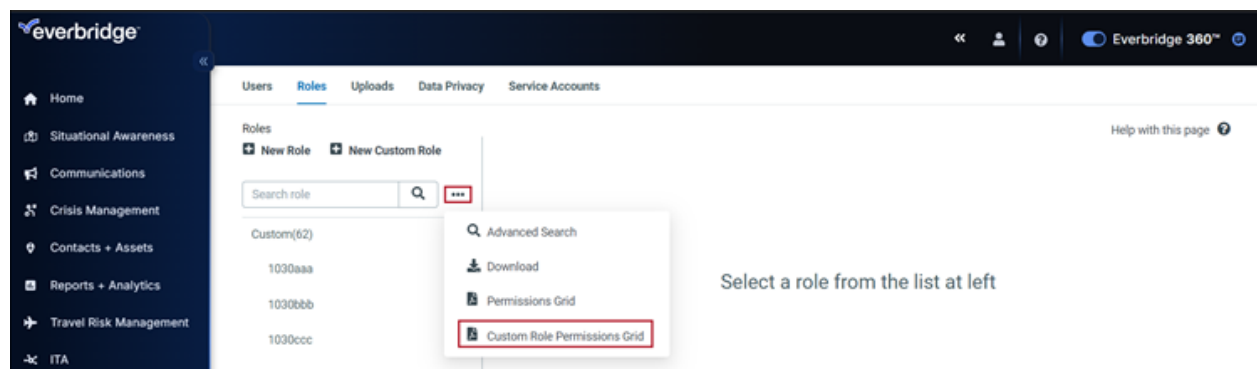 everbridge
Everbridge 360™
Home
Situational Awareness
Communications
Crisis Management
Contacts + Assets
Reports + Analytics
Travel Risk Management
ITA
Users Roles Uploads Data Privacy Service Accounts
Roles
Help with this page
New Role New Custom Role
Search role
Custom(62)
1030aaa
1030bbb
1030ccc
Advanced Search
Download
Permissions Grid
Custom Role Permissions Grid
Select a role from the list at left